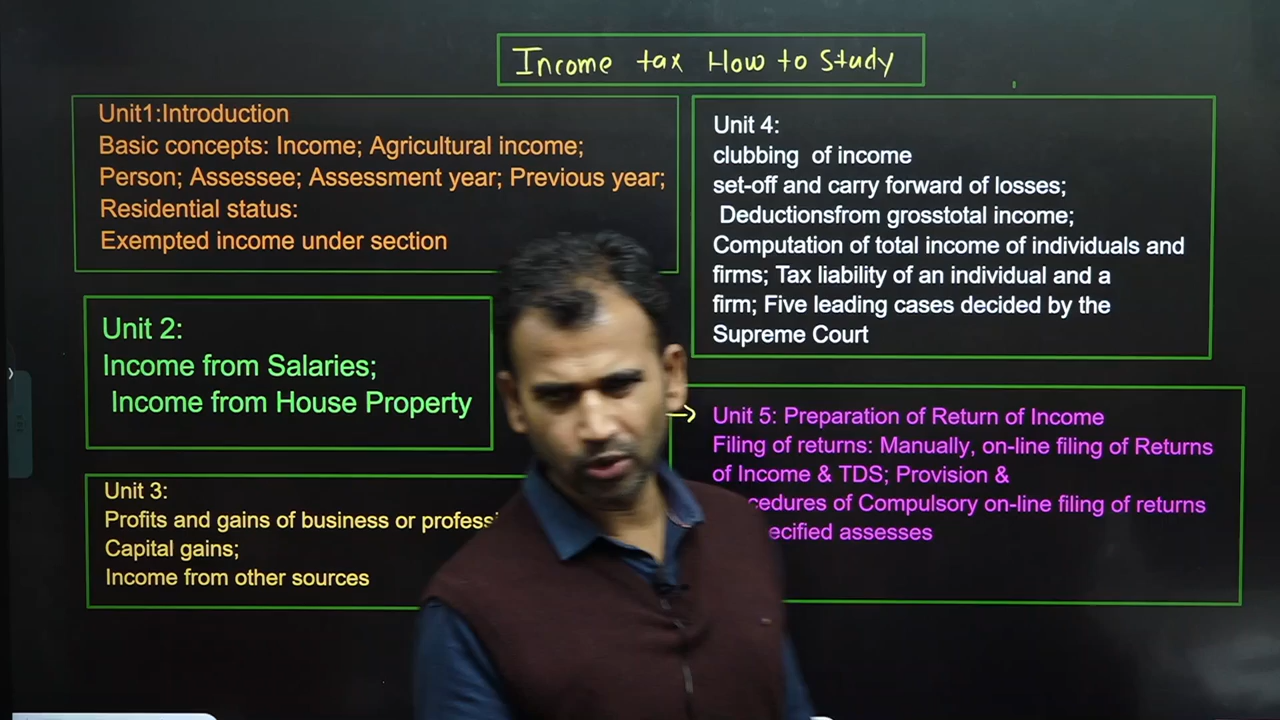 Income tax How to Study
Unit1:Introduction
Basic concepts: Income; Agricultural income;
Person; Assessee; Assessment year; Previous year;
Residential status:
Exempted income under section
Unit 2:
Income from Salaries;
Income from House Property
Unit 3:
Profits and gains of business or
Capital gains;
Income from other sources
Unit 4:
clubbing of income
set-off and carry forward of losses;
Deductionsfrom grosstotal income;
Computation of total income of individuals and
firms; Tax liability of an individual and a
firm; Five leading cases decided by the
Supreme Court
Unit 5: Preparation of Return of Income
Filing of returns: Manually, on-line filing of Returns
of Income & TDS; Provision &
of Compulsory on-line filing of returns
assesses